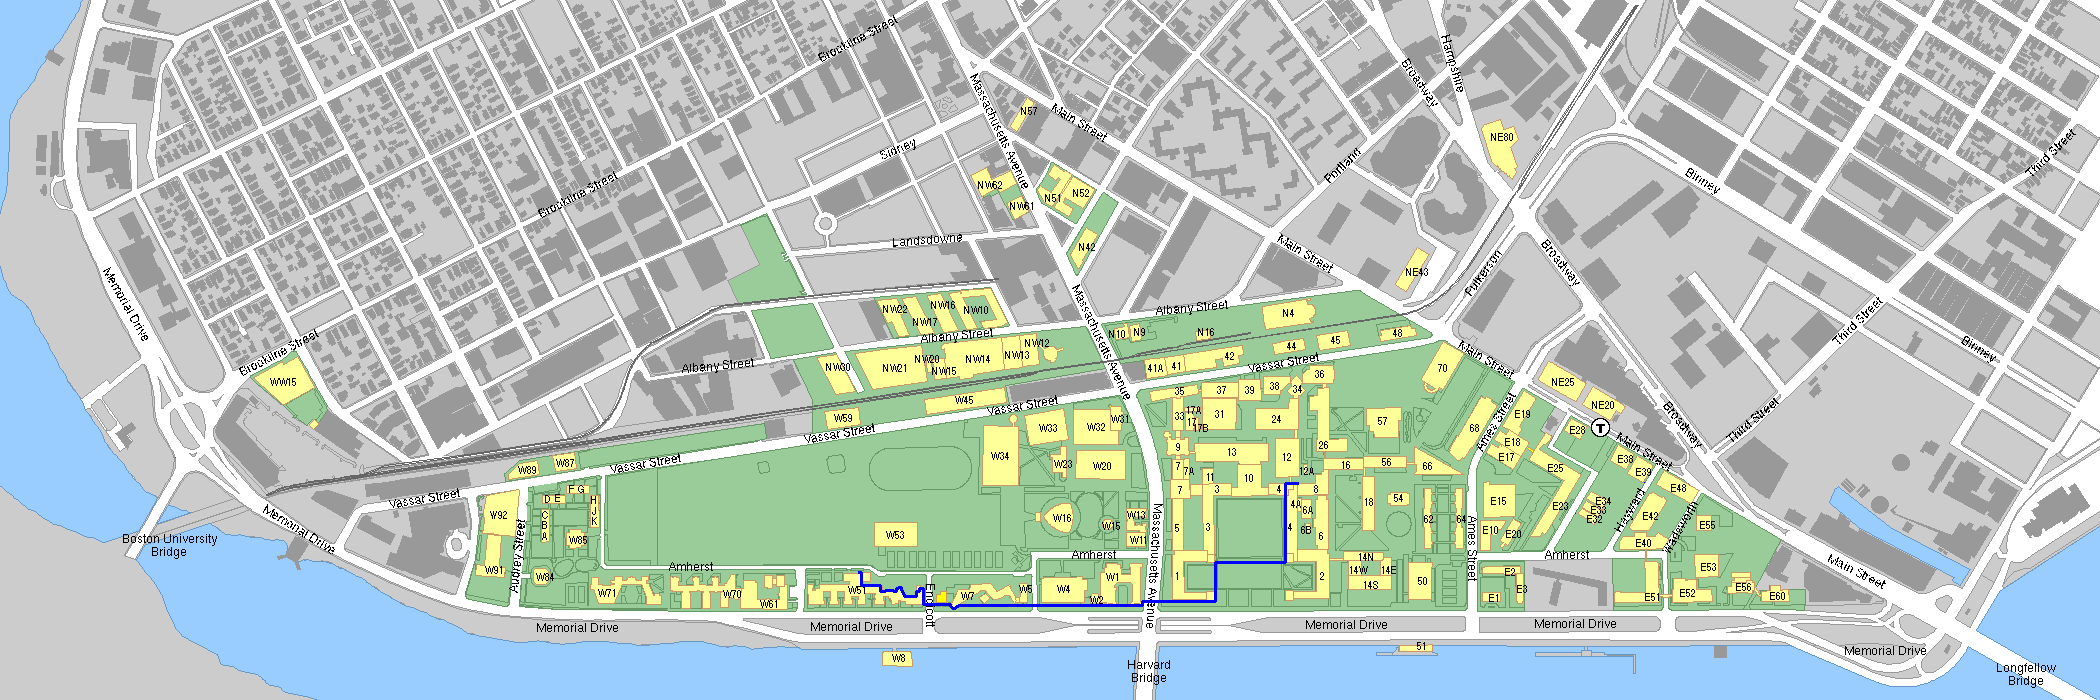 Brookline Street
Hampshire
Broadway
Massachusetts Avenue
Main Street
N57
NE80
Third Street
Sidney
Portland
Binney
NW62
N51
N52
NW61
Brookline Street
Landsdowne
N42
Main Street
NE43
Fulkerson
Broadway
Memorial Drive
Massachusetts Avenue
NW22
NW16
NW17
NW10
Albany Street
N10
N9
N16
Albany Street
N4
48
Third Street
Binney
Brookline Street
WW15
Albany Street
NW30
NW21
NW20
NW15
NW14
NW13
NW12
41A
41
42
44
45
Vassar Street
Main Street
70
NE25
NE20
W59
W45
Vassar Street
Vassar Street
35
37
39
38
34
36
33
17A
17
17B
31
24
57
68
Ames Street
E19
E18
E17
E28
T
Main Street
Broadway
Third Street
W33
W32
W31
W34
W23
W20
9
7
7A
13
12
12A
26
16
56
66
E25
E38
E39
E48
W89
W87
Vassar Street
Vassar Street
Memorial Drive
W92
D
E
F
G
C
B
A
H
J
K
W85
W84
W91
Audrey Street
W53
W16
W15
W13
W11
7
11
3
10
4
8
5
3
4A
4
6A
6B
6
18
54
62
64
E15
E10
E20
E23
E34
E33
E32
Harvard
E42
E40
Wadsworth
E55
Boston University
Bridge
Amherst
Amherst
Amherst
Ames Street
W71
W70
W61
W51
Endicott
W7
W5
W4
W1
W2
1
2
14N
14W
14E
14S
50
E2
E1
E3
E51
E52
E53
E56
E60
Main Street
Massachusetts Avenue
Memorial Drive
Memorial Drive
Memorial Drive
Memorial Drive
Memorial Drive
W8
51
Harvard
Bridge
Longfellow
Bridge